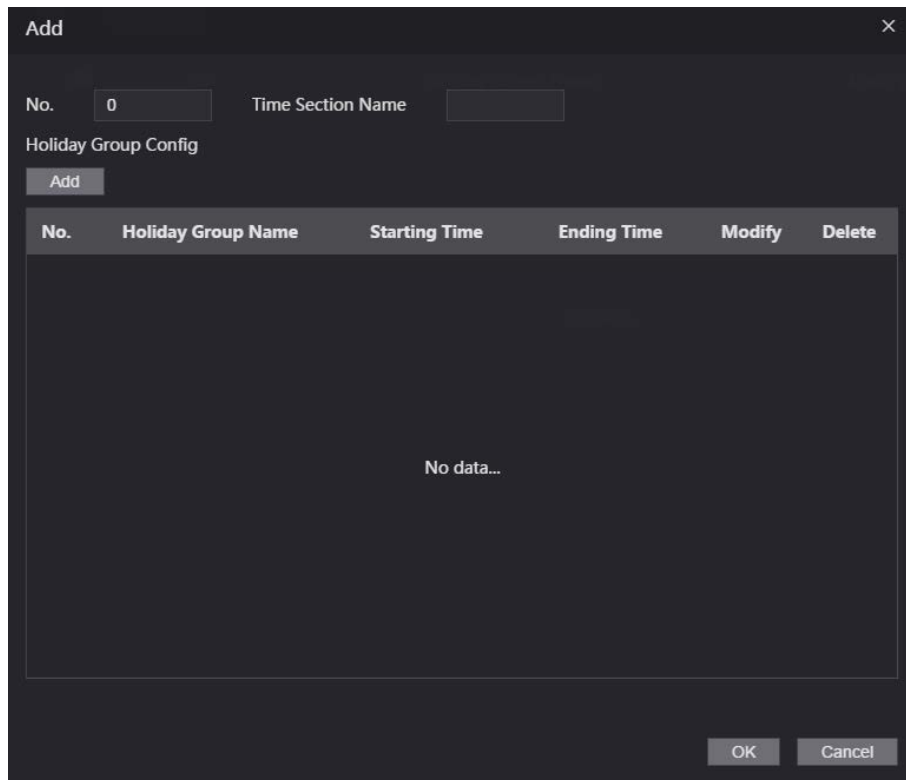 Add ×
No. 0 Time Section Name
Holiday Group Config
Add
No. Holiday Group Name Starting Time Ending Time Modify Delete
No data...
OK Cancel